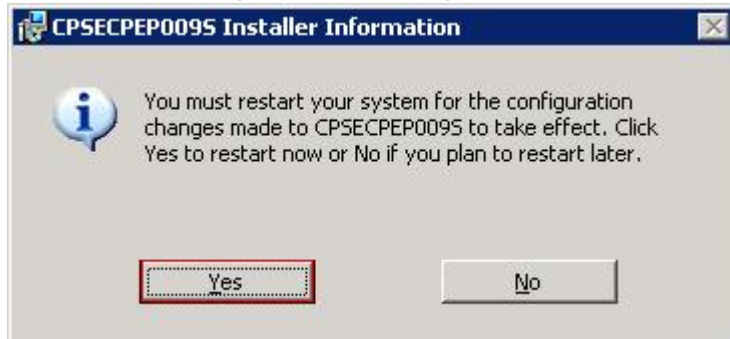 CPSECPEP009S Installer Information
You must restart your system for the configuration
changes made to CPSECPEP009S to take effect. Click
Yes to restart now or No if you plan to restart later.
Yes
No